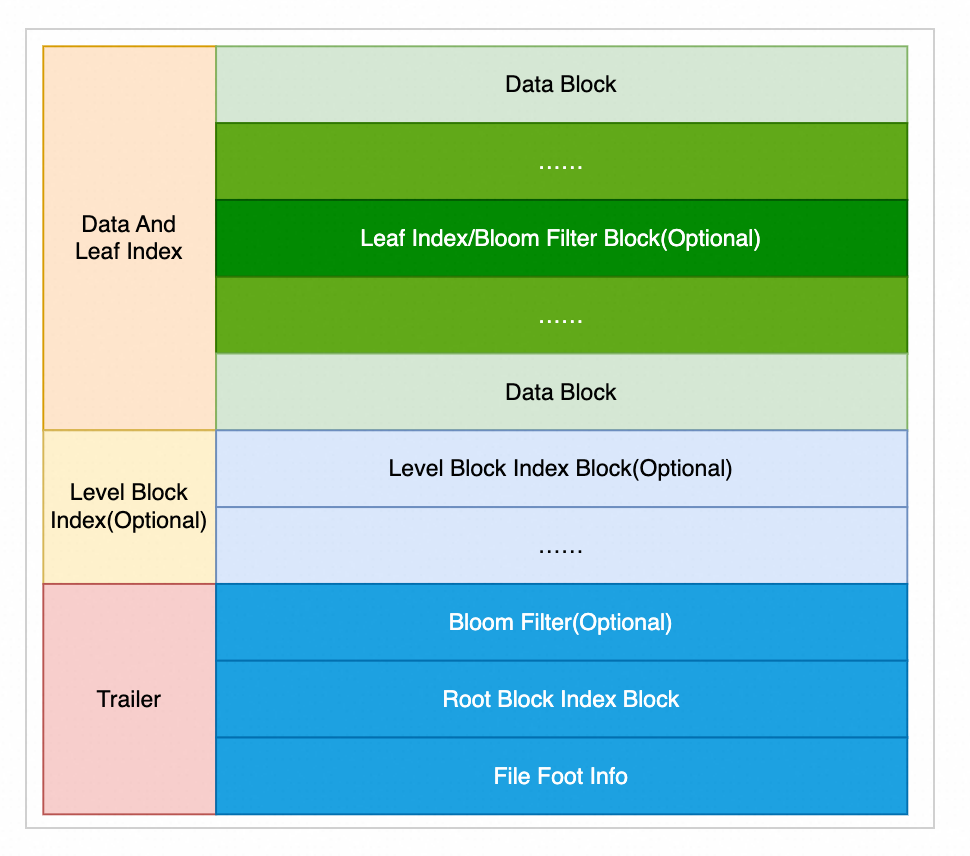 Data Block
……
Data And
Leaf Index
Leaf Index/Bloom Filter Block(Optional)
……
Data Block
Level Block
Index(Optional)
Level Block Index Block(Optional)
……
Trailer
Bloom Filter(Optional)
Root Block Index Block
File Foot Info